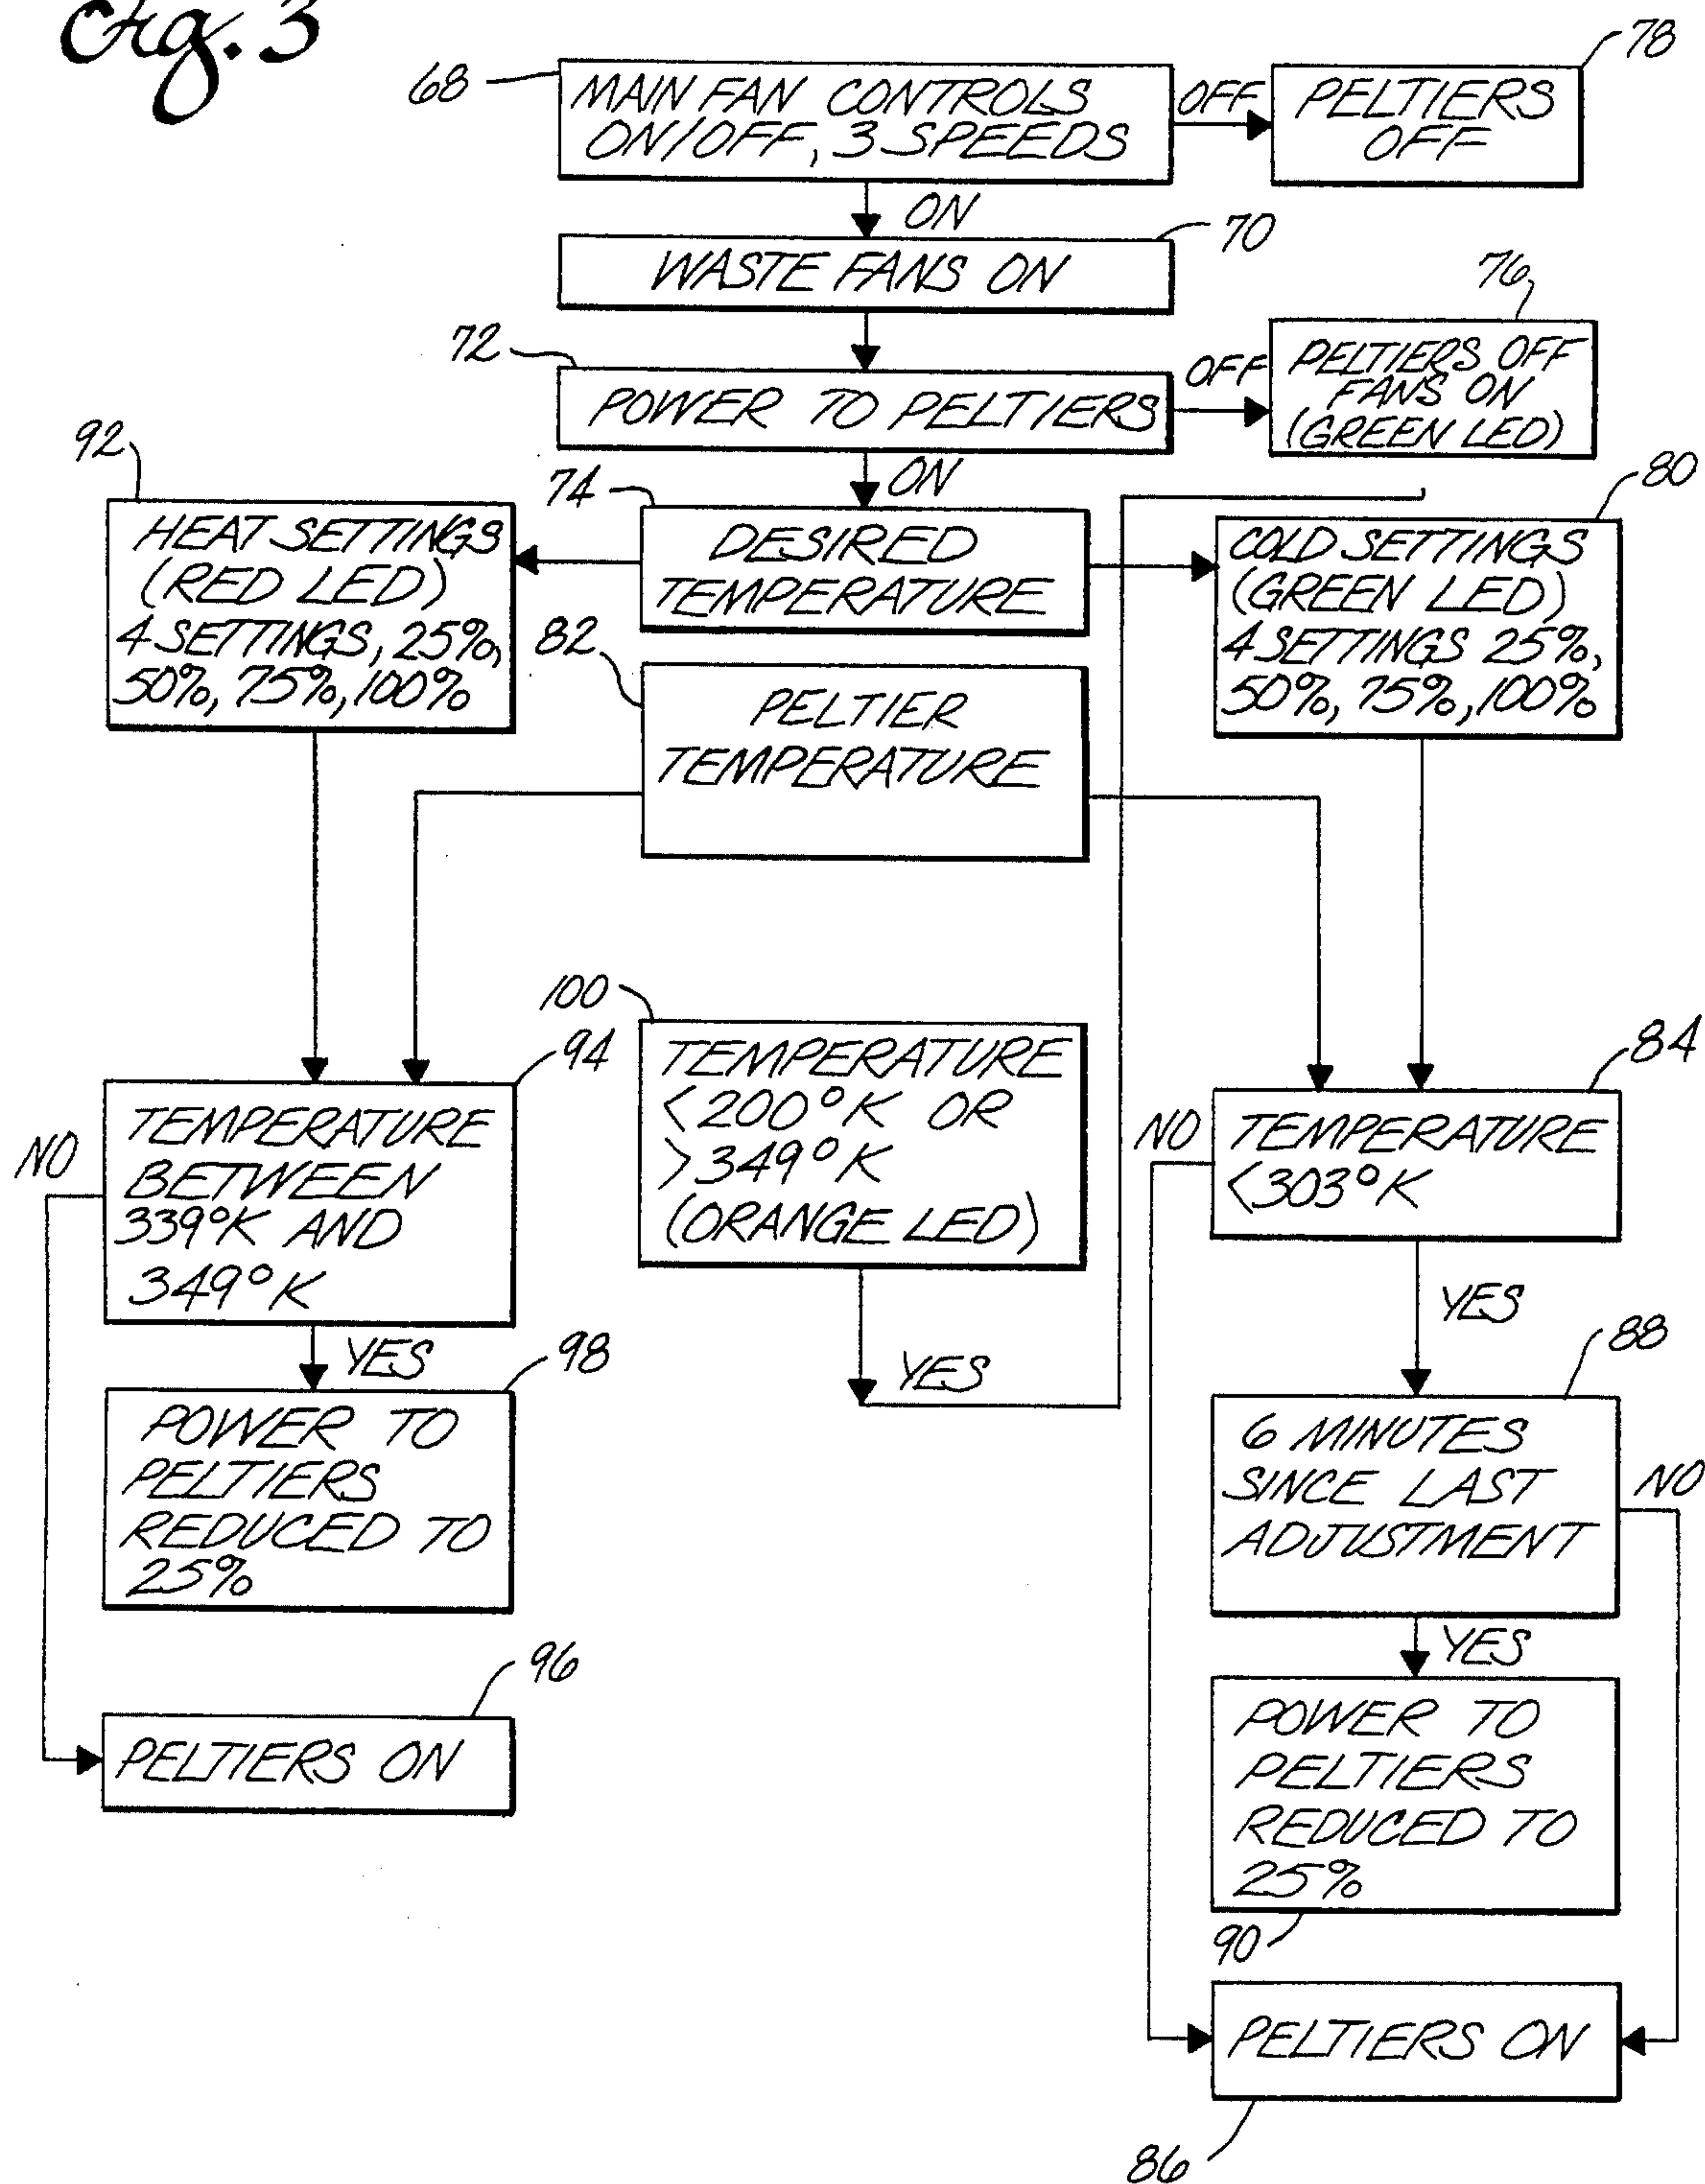 Fig. 3
68
MAIN FAN CONTROLS
ON/OFF, 3 SPEEDS
OFF
PELTIERS
OFF
78
ON
WASTE FANS ON
70
72
POWER TO PELTIERS
OFF
PELTIERS OFF
FANS ON
(GREEN LED)
76
ON
92
HEAT SETTINGS
(RED LED)
4 SETTINGS, 25%,
50%, 75%, 100%
74
DESIRED
TEMPERATURE
80
COLD SETTINGS
(GREEN LED)
4 SETTINGS 25%,
50%, 75%, 100%
82
PELTIER
TEMPERATURE
94
NO
TEMPERATURE
BETWEEN
339°K AND
349°K
YES
100
TEMPERATURE
<200°K OR
>349°K
(ORANGE LED)
YES
84
NO
TEMPERATURE
<303°K
YES
98
POWER TO
PELTIERS
REDUCED TO
25%
88
6 MINUTES
SINCE LAST
ADJUSTMENT
NO
YES
96
PELTIERS ON
POWER TO
PELTIERS
REDUCED TO
25%
90
PELTIERS ON
86